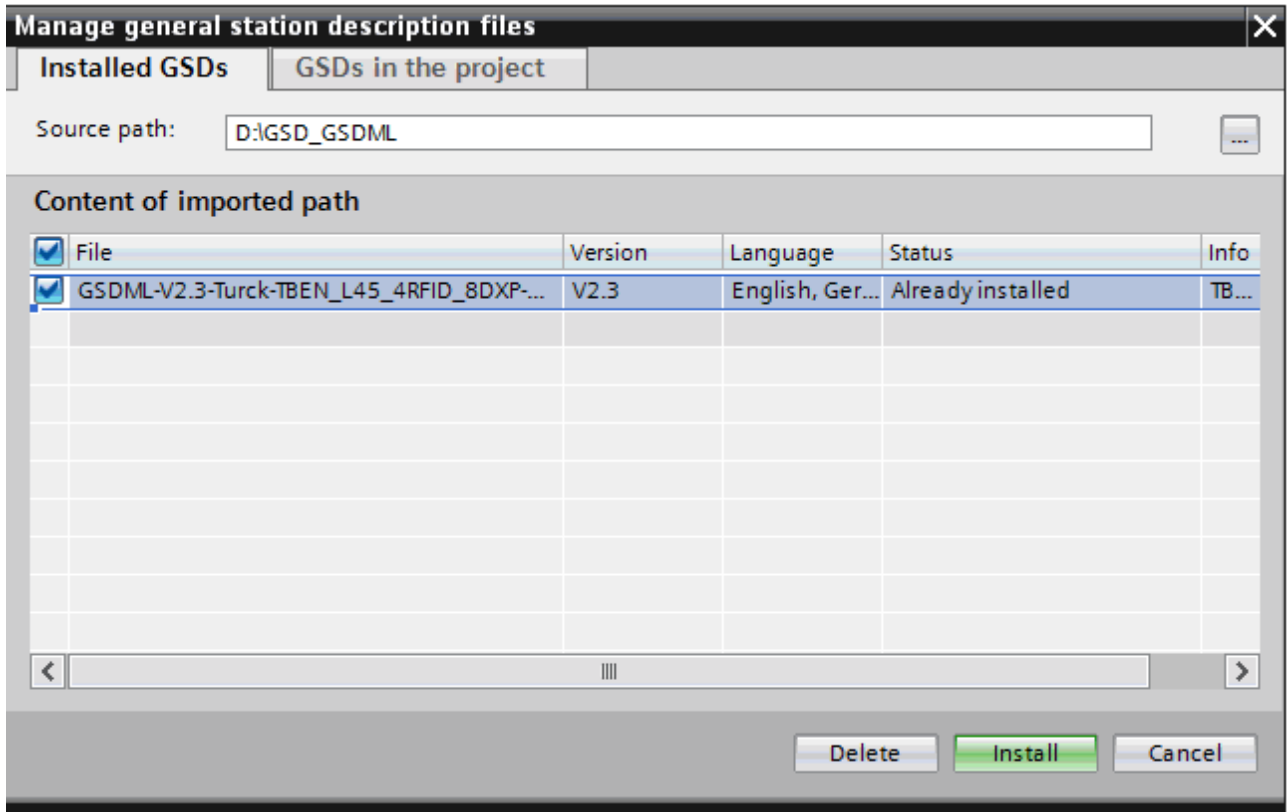 Manage general station description files
Installed GSDs GSDs in the project
Source path: D:\GSD_GSDML ...
Content of imported path
File Version Language Status Info
GSDML-V2.3-Turck-TBEN_L45_4RFID_8DXP-... V2.3 English, Ger... Already installed TB...
Delete Install Cancel